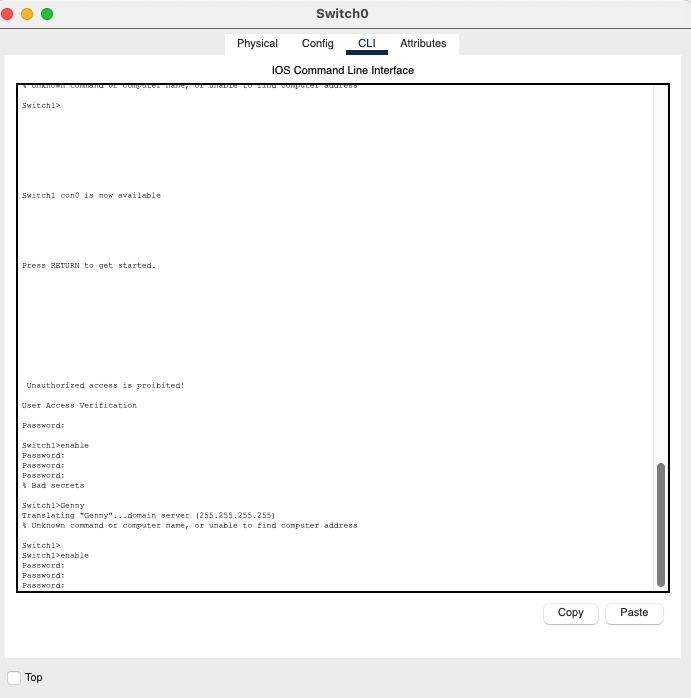 Switch0
Physical Config CLI Attributes
IOS Command Line Interface
% Unknown command or computer name, or unable to find computer address
Switch1>
Switch1 con0 is now available
Press RETURN to get started.
Unauthorized access is proibited!
User Access Verification
Password:
Switch1>enable
Password:
Password:
Password:
% Bad secrets
Switch1>Genny
Translating "Genny"...domain server (255.255.255.255)
% Unknown command or computer name, or unable to find computer address
Switch1>
Switch1>enable
Password:
Password:
Password:
Copy Paste
Top